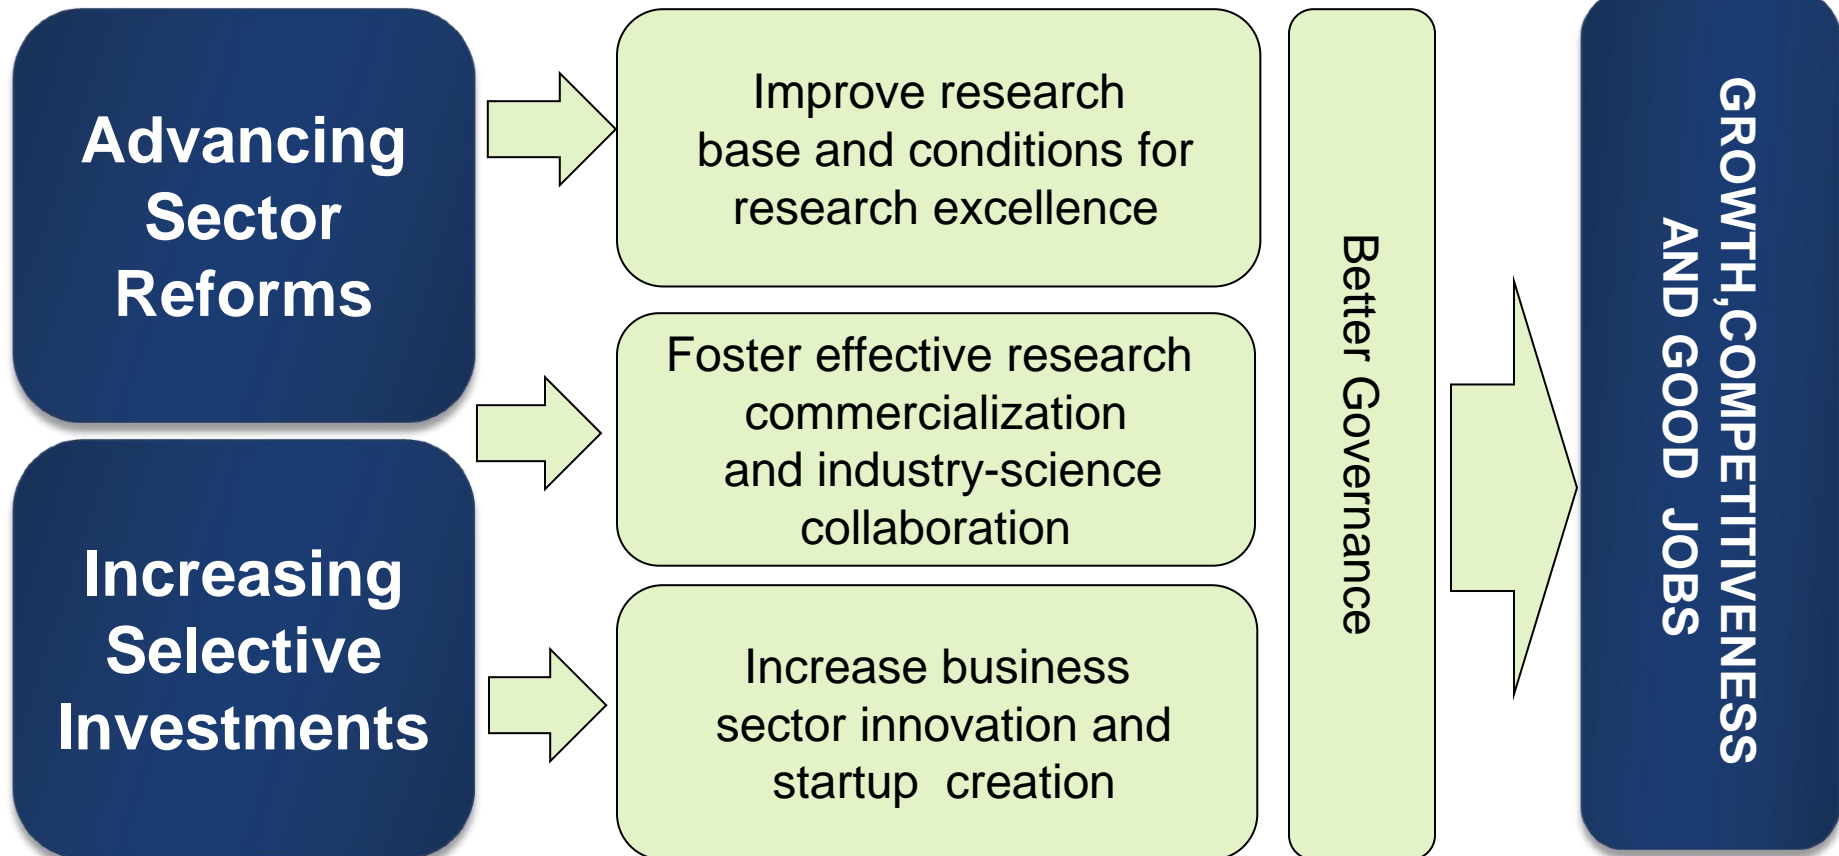 Advancing
Sector
Reforms
Increasing
Selective
Investments
Improve research
base and conditions for
research excellence
Foster effective research
commercialization
and industry-science
collaboration
Increase business
sector innovation and
startup  creation
Better Governance
GROWTH,COMPETITIVENESS
AND GOOD  JOBS